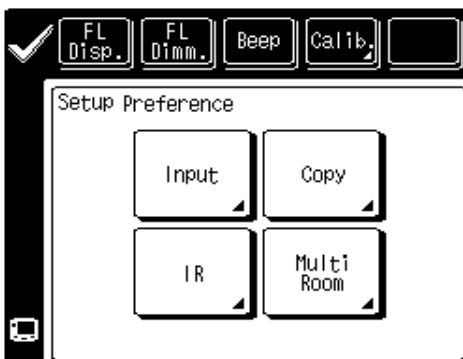 FL FL Beep Calib.
Disp. Dimm.
Setup Preference
Input Copy
IR Multi
Room